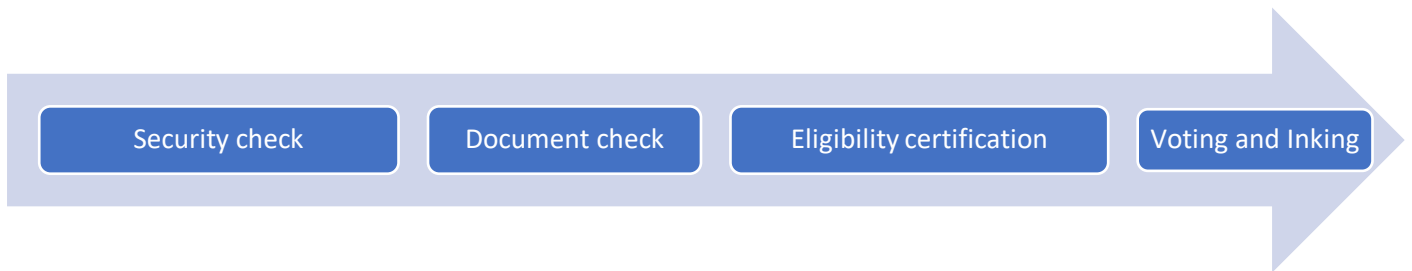 Security check
Document check
Eligibility certification
Voting and Inking